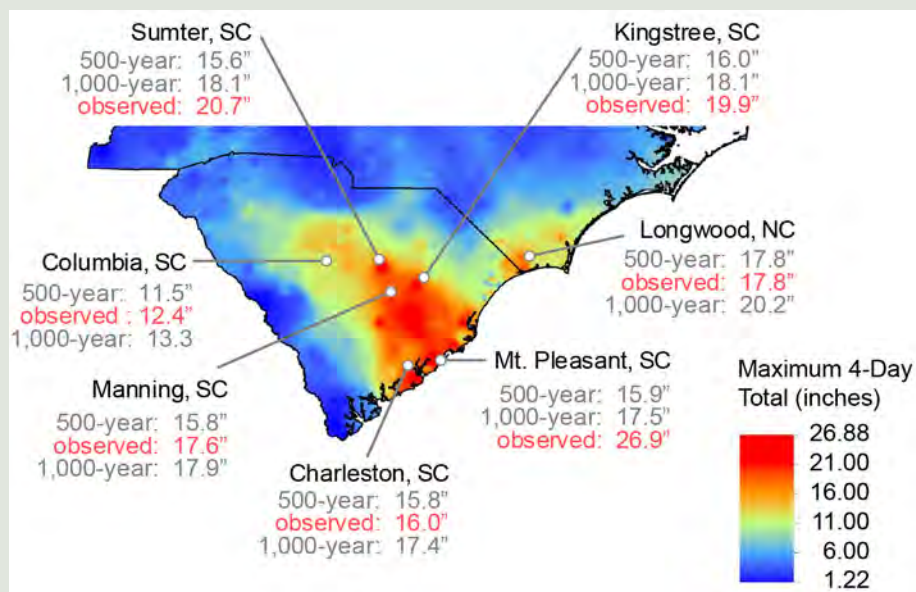 Sumter, SC
500-year: 15.6”
1,000-year: 18.1”
observed: 20.7”
Kingstree, SC
500-year: 16.0”
1,000-year: 18.1”
observed: 19.9”
Longwood, NC
500-year: 17.8”
observed: 17.8”
1,000-year: 20.2”
Columbia, SC
500-year: 11.5”
observed : 12.4”
1,000-year: 13.3
Manning, SC
500-year: 15.8”
observed: 17.6”
1,000-year: 17.9”
Mt. Pleasant, SC
500-year: 15.9”
1,000-year: 17.5”
observed: 26.9”
Charleston, SC
500-year: 15.8”
observed: 16.0”
1,000-year: 17.4”
Maximum 4-Day
Total (inches)
26.88
21.00
16.00
11.00
6.00
1.22